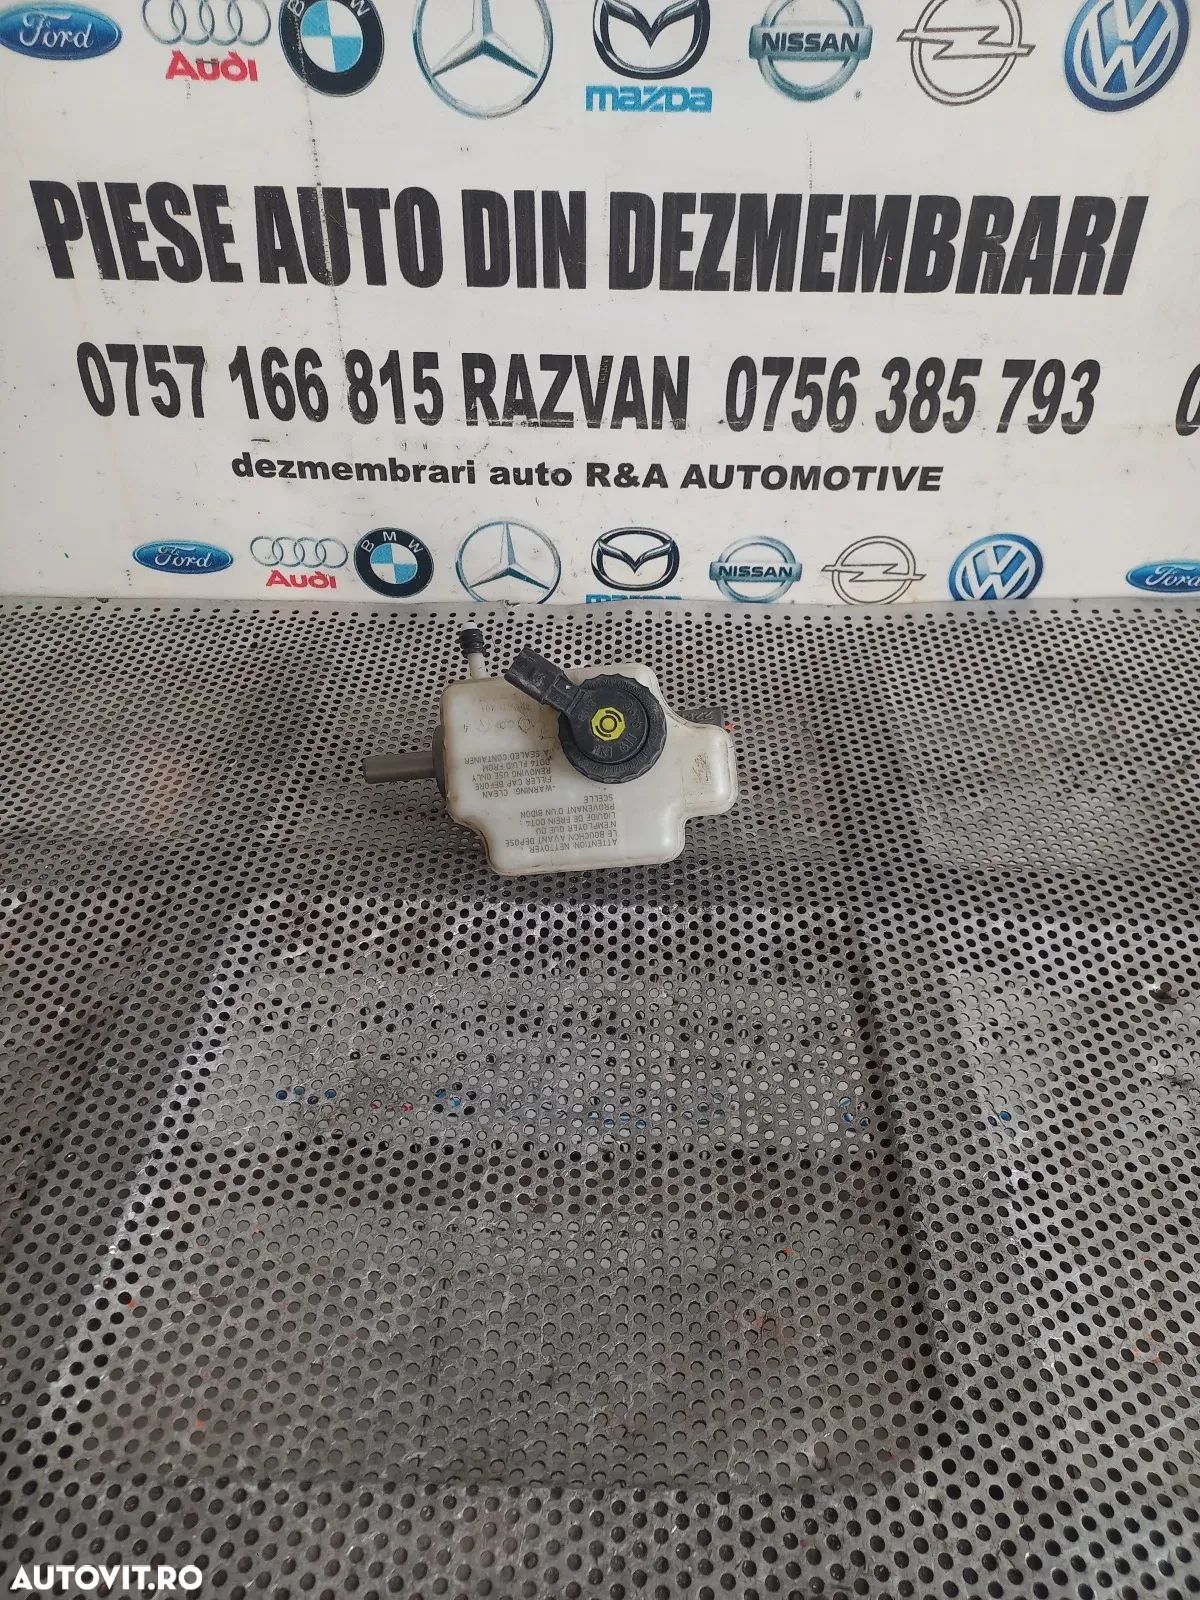 Ford
Audi
BMW
mazda
NISSAN
PIESE AUTO DIN DEZMEMBRARI
0757 166 815 RAZVAN 0756 385 793
dezmembrari auto R&A AUTOMOTIVE
Ford
Audi
BMW
NISSAN
Ford
ATTENTION: NETTOYER
LE BOUCHON AVANT DEPOSE
N'EMPLOYER QUE DU
LIQUIDE DE FREIN DOT4
PROVENANT D'UN BIDON
SCELLE
-WARNING: CLEAN
FILLER CAP BEFORE
REMOVING USE ONLY
DOT4 FLUID FROM
A SEALED CONTAINER
AUTOVIT.RO